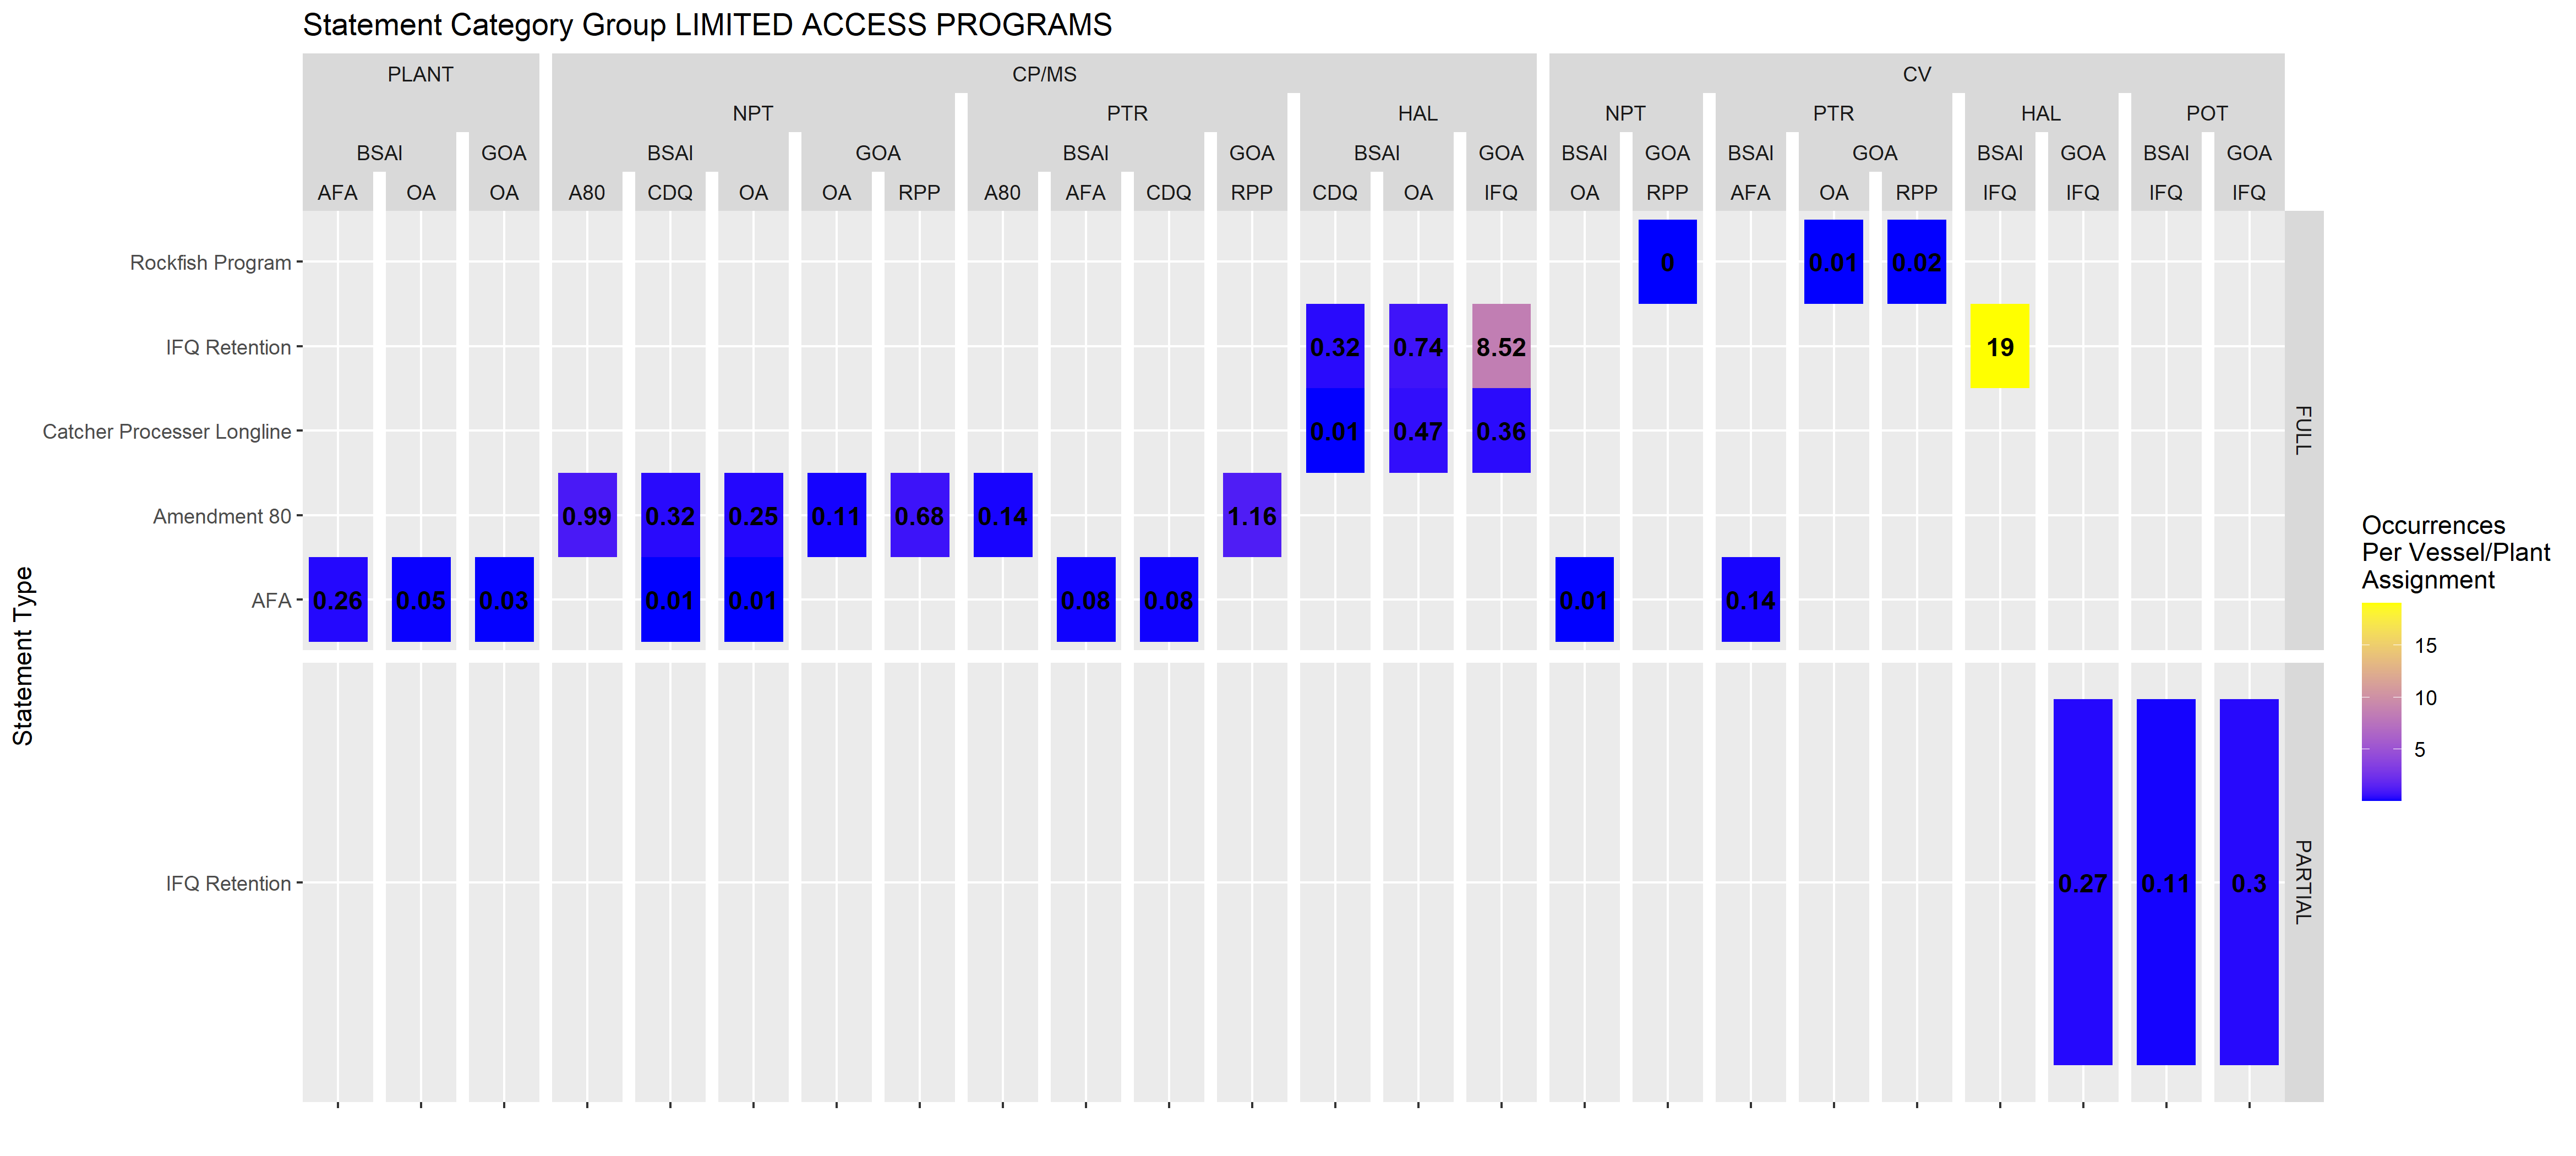 Statement Category Group LIMITED ACCESS PROGRAMS
PLANT CP/MS CV
NPT PTR HAL NPT PTR HAL POT
BSAI GOA BSAI GOA BSAI GOA BSAI GOA BSAI GOA BSAI GOA BSAI GOA BSAI GOA
AFA OA OA A80 CDQ OA OA RPP A80 AFA CDQ RPP CDQ OA IFQ OA RPP AFA OA RPP IFQ IFQ IFQ IFQ
Rockfish Program 0 0.01 0.02
IFQ Retention 0.32 0.74 8.52 19
Catcher Processer Longline 0.01 0.47 0.36
Amendment 80 0.99 0.32 0.25 0.11 0.68 0.14 1.16
AFA 0.26 0.05 0.03 0.01 0.01 0.08 0.08 0.01 0.14
FULL
IFQ Retention 0.27 0.11 0.3
PARTIAL
Statement Type
Occurrences
Per Vessel/Plant
Assignment
15
10
5